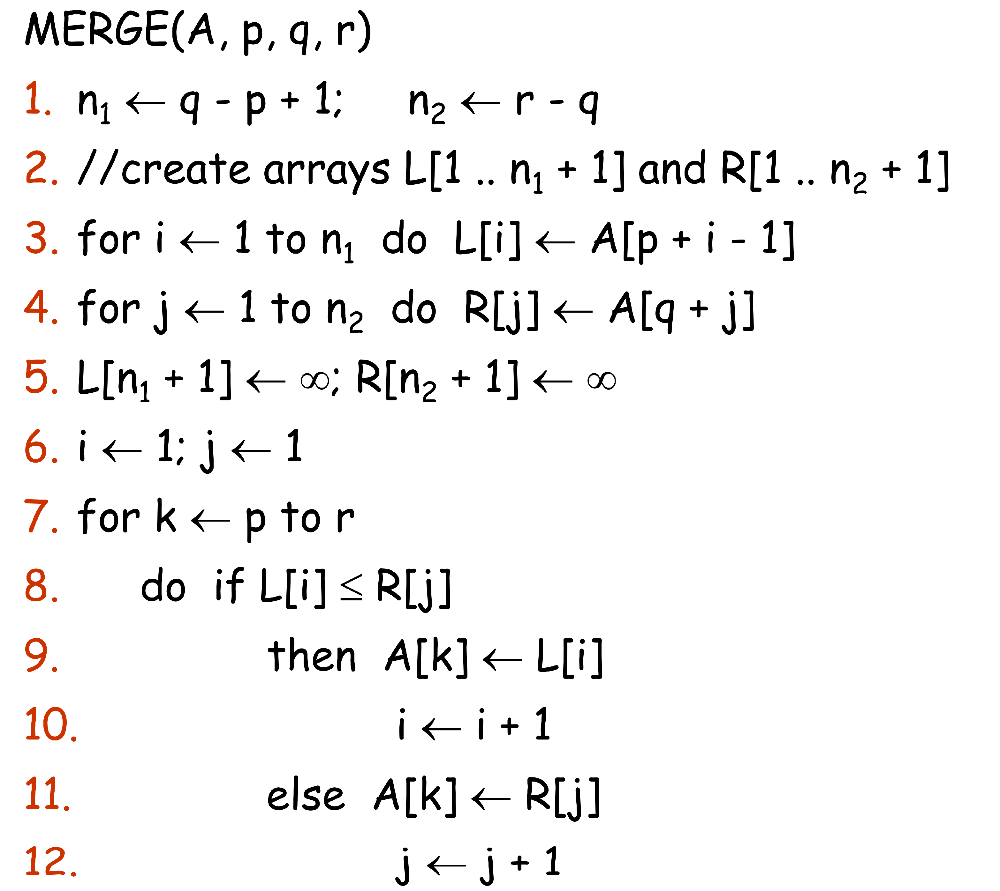 MERGE(A, p, q, r)
1. n₁ ← q - p + 1; n₂ ← r - q
2. //create arrays L[1 .. n₁ + 1] and R[1 .. n₂ + 1]
3. for i ← 1 to n₁ do L[i] ← A[p + i - 1]
4. for j ← 1 to n₂ do R[j] ← A[q + j]
5. L[n₁ + 1] ← ∞; R[n₂ + 1] ← ∞
6. i ← 1; j ← 1
7. for k ← p to r
8. do if L[i] ≤ R[j]
9. then A[k] ← L[i]
10. i ← i + 1
11. else A[k] ← R[j]
12. j ← j + 1